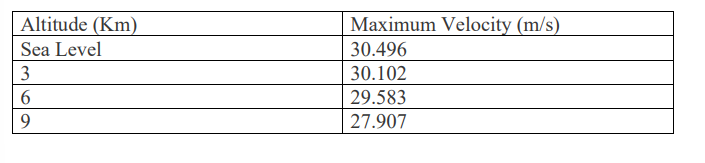 Altitude (Km) Maximum Velocity (m/s)
Sea Level 30.496
3 30.102
6 29.583
9 27.907